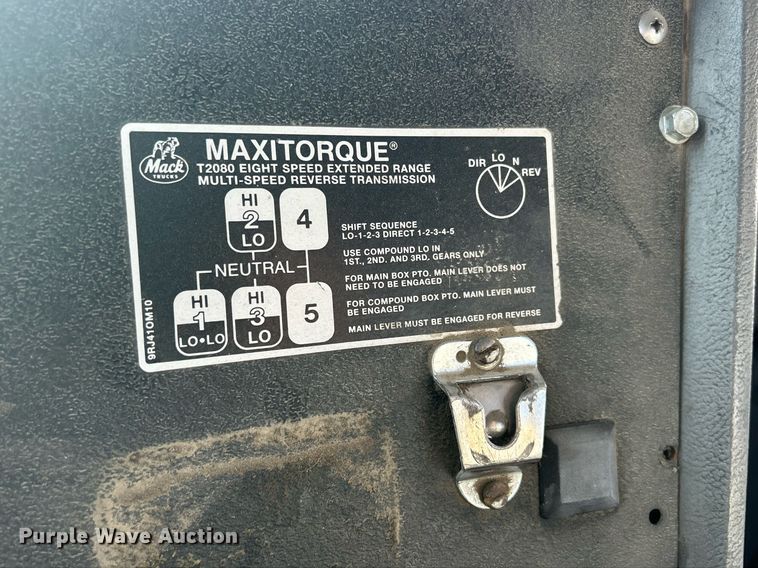 MAXITORQUE®
T2080 EIGHT SPEED EXTENDED RANGE
MULTI-SPEED REVERSE TRANSMISSION
Mack
TRUCKS
DIR LO N REV
HI
2
LO
4
NEUTRAL
HI
1
LO•LO
HI
3
LO
5
SHIFT SEQUENCE
LO-1-2-3 DIRECT 1-2-3-4-5
USE COMPOUND LO IN
1ST., 2ND. AND 3RD. GEARS ONLY
FOR MAIN BOX PTO. MAIN LEVER DOES NOT
NEED TO BE ENGAGED
FOR COMPOUND BOX PTO. MAIN LEVER MUST
BE ENGAGED
MAIN LEVER MUST BE ENGAGED FOR REVERSE
9RJ41OM10
Purple Wave Auction